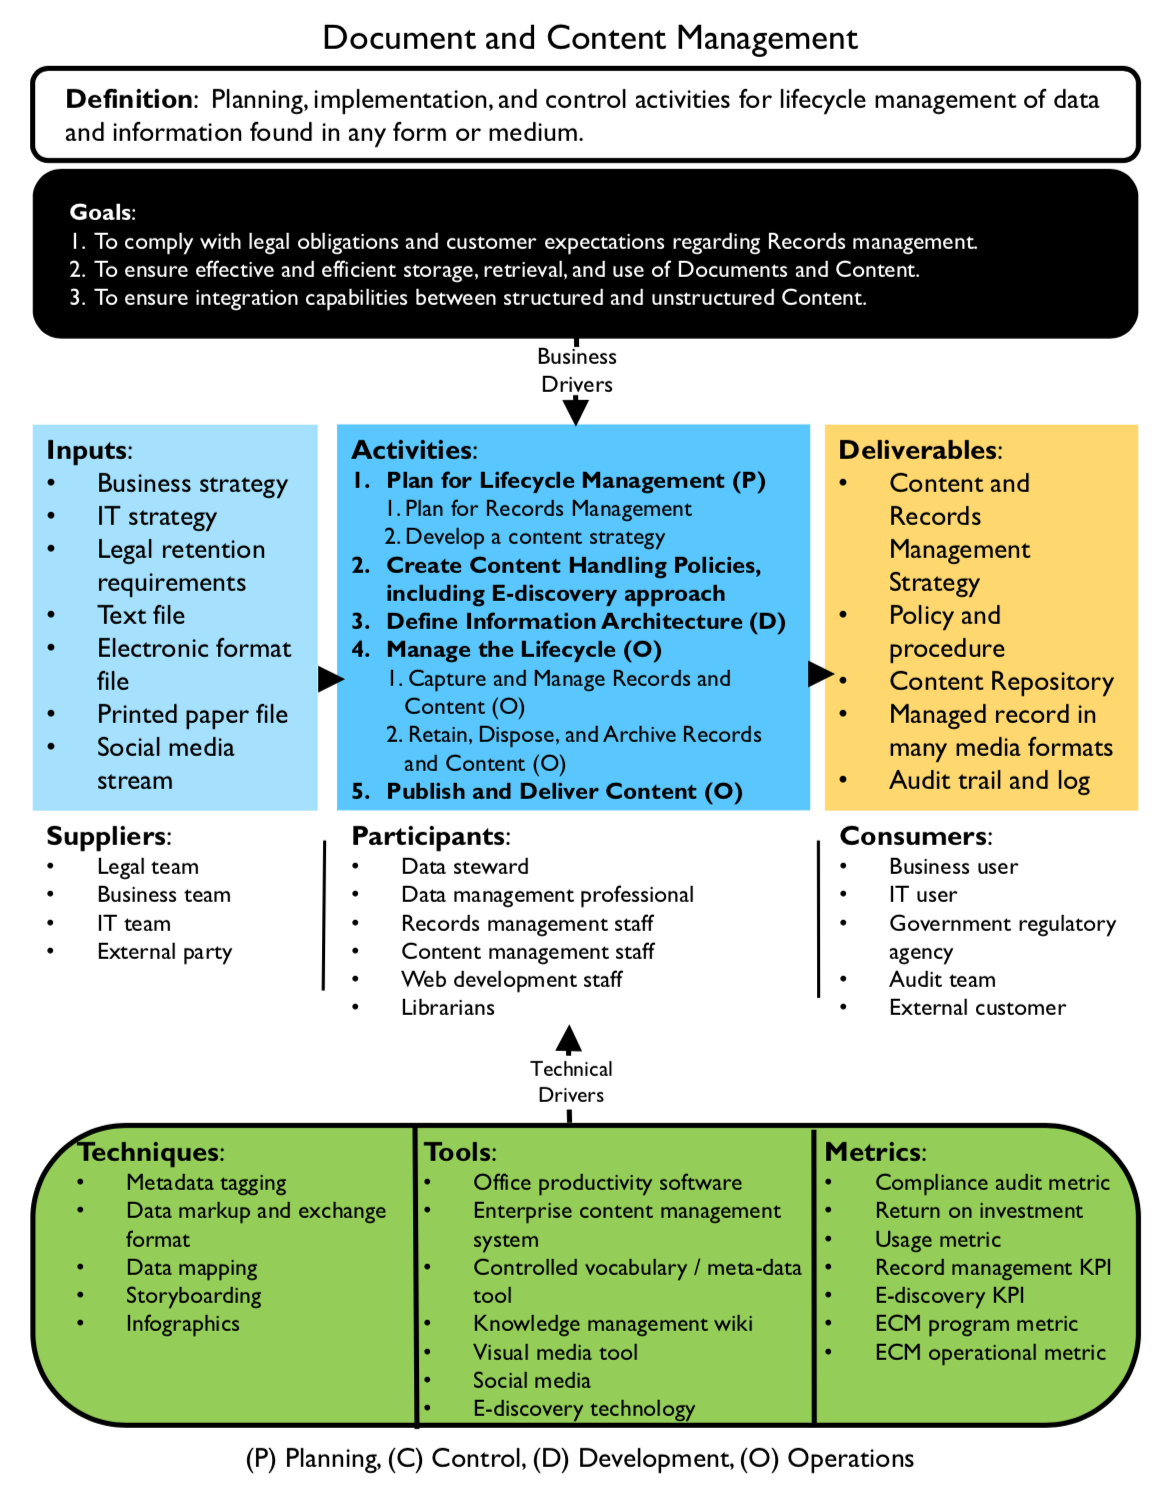 Document and Content Management
Definition: Planning, implementation, and control activities for lifecycle management of data
and information found in any form or medium.
Goals:
1. To comply with legal obligations and customer expectations regarding Records management.
2. To ensure effective and efficient storage, retrieval, and use of Documents and Content.
3. To ensure integration capabilities between structured and unstructured Content.
Business
Drivers
Inputs:
• Business strategy
• IT strategy
• Legal retention
requirements
• Text file
• Electronic format
file
• Printed paper file
• Social media
stream
Activities:
1. Plan for Lifecycle Management (P)
1. Plan for Records Management
2. Develop a content strategy
2. Create Content Handling Policies,
including E-discovery approach
3. Define Information Architecture (D)
4. Manage the Lifecycle (O)
1. Capture and Manage Records and
Content (O)
2. Retain, Dispose, and Archive Records
and Content (O)
5. Publish and Deliver Content (O)
Deliverables:
• Content and
Records
Management
Strategy
• Policy and
procedure
• Content Repository
• Managed record in
many media formats
• Audit trail and log
Suppliers:
• Legal team
• Business team
• IT team
• External party
Participants:
• Data steward
• Data management professional
• Records management staff
• Content management staff
• Web development staff
• Librarians
Consumers:
• Business user
• IT user
• Government regulatory
agency
• Audit team
• External customer
Technical
Drivers
Techniques:
• Metadata tagging
• Data markup and exchange
format
• Data mapping
• Storyboarding
• Infographics
Tools:
• Office productivity software
• Enterprise content management
system
• Controlled vocabulary / meta-data
tool
• Knowledge management wiki
• Visual media tool
• Social media
• E-discovery technology
Metrics:
• Compliance audit metric
• Return on investment
• Usage metric
• Record management KPI
• E-discovery KPI
• ECM program metric
• ECM operational metric
(P) Planning, (C) Control, (D) Development, (O) Operations